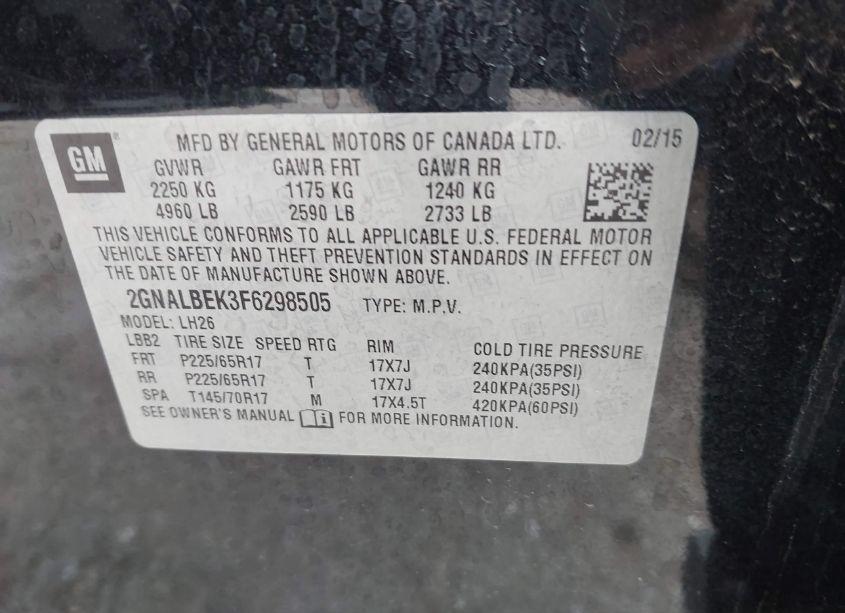 GM ® MFD BY GENERAL MOTORS OF CANADA LTD. 02/15
GVWR GAWR FRT GAWR RR
2250 KG 1175 KG 1240 KG
4960 LB 2590 LB 2733 LB
THIS VEHICLE CONFORMS TO ALL APPLICABLE U.S. FEDERAL MOTOR
VEHICLE SAFETY AND THEFT PREVENTION STANDARDS IN EFFECT ON
THE DATE OF MANUFACTURE SHOWN ABOVE.
2GNALBEK3F6298505 TYPE: M.P.V.
MODEL: LH26
LBB2 TIRE SIZE SPEED RTG RIM COLD TIRE PRESSURE
FRT P225/65R17 T 17X7J 240KPA(35PSI)
RR P225/65R17 T 17X7J 240KPA(35PSI)
SPA T145/70R17 M 17X4.5T 420KPA(60PSI)
SEE OWNER'S MANUAL FOR MORE INFORMATION.